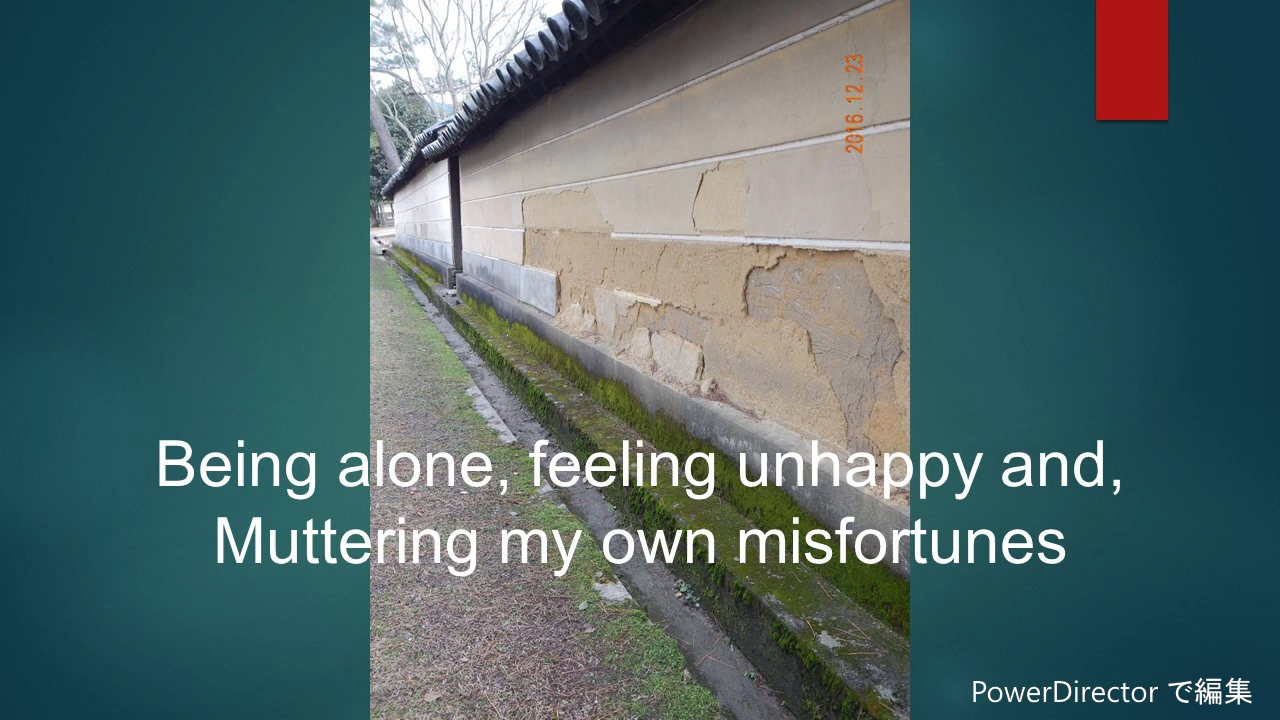 2016.12.23
Being alone, feeling unhappy and,
Muttering my own misfortunes
PowerDirector で編集